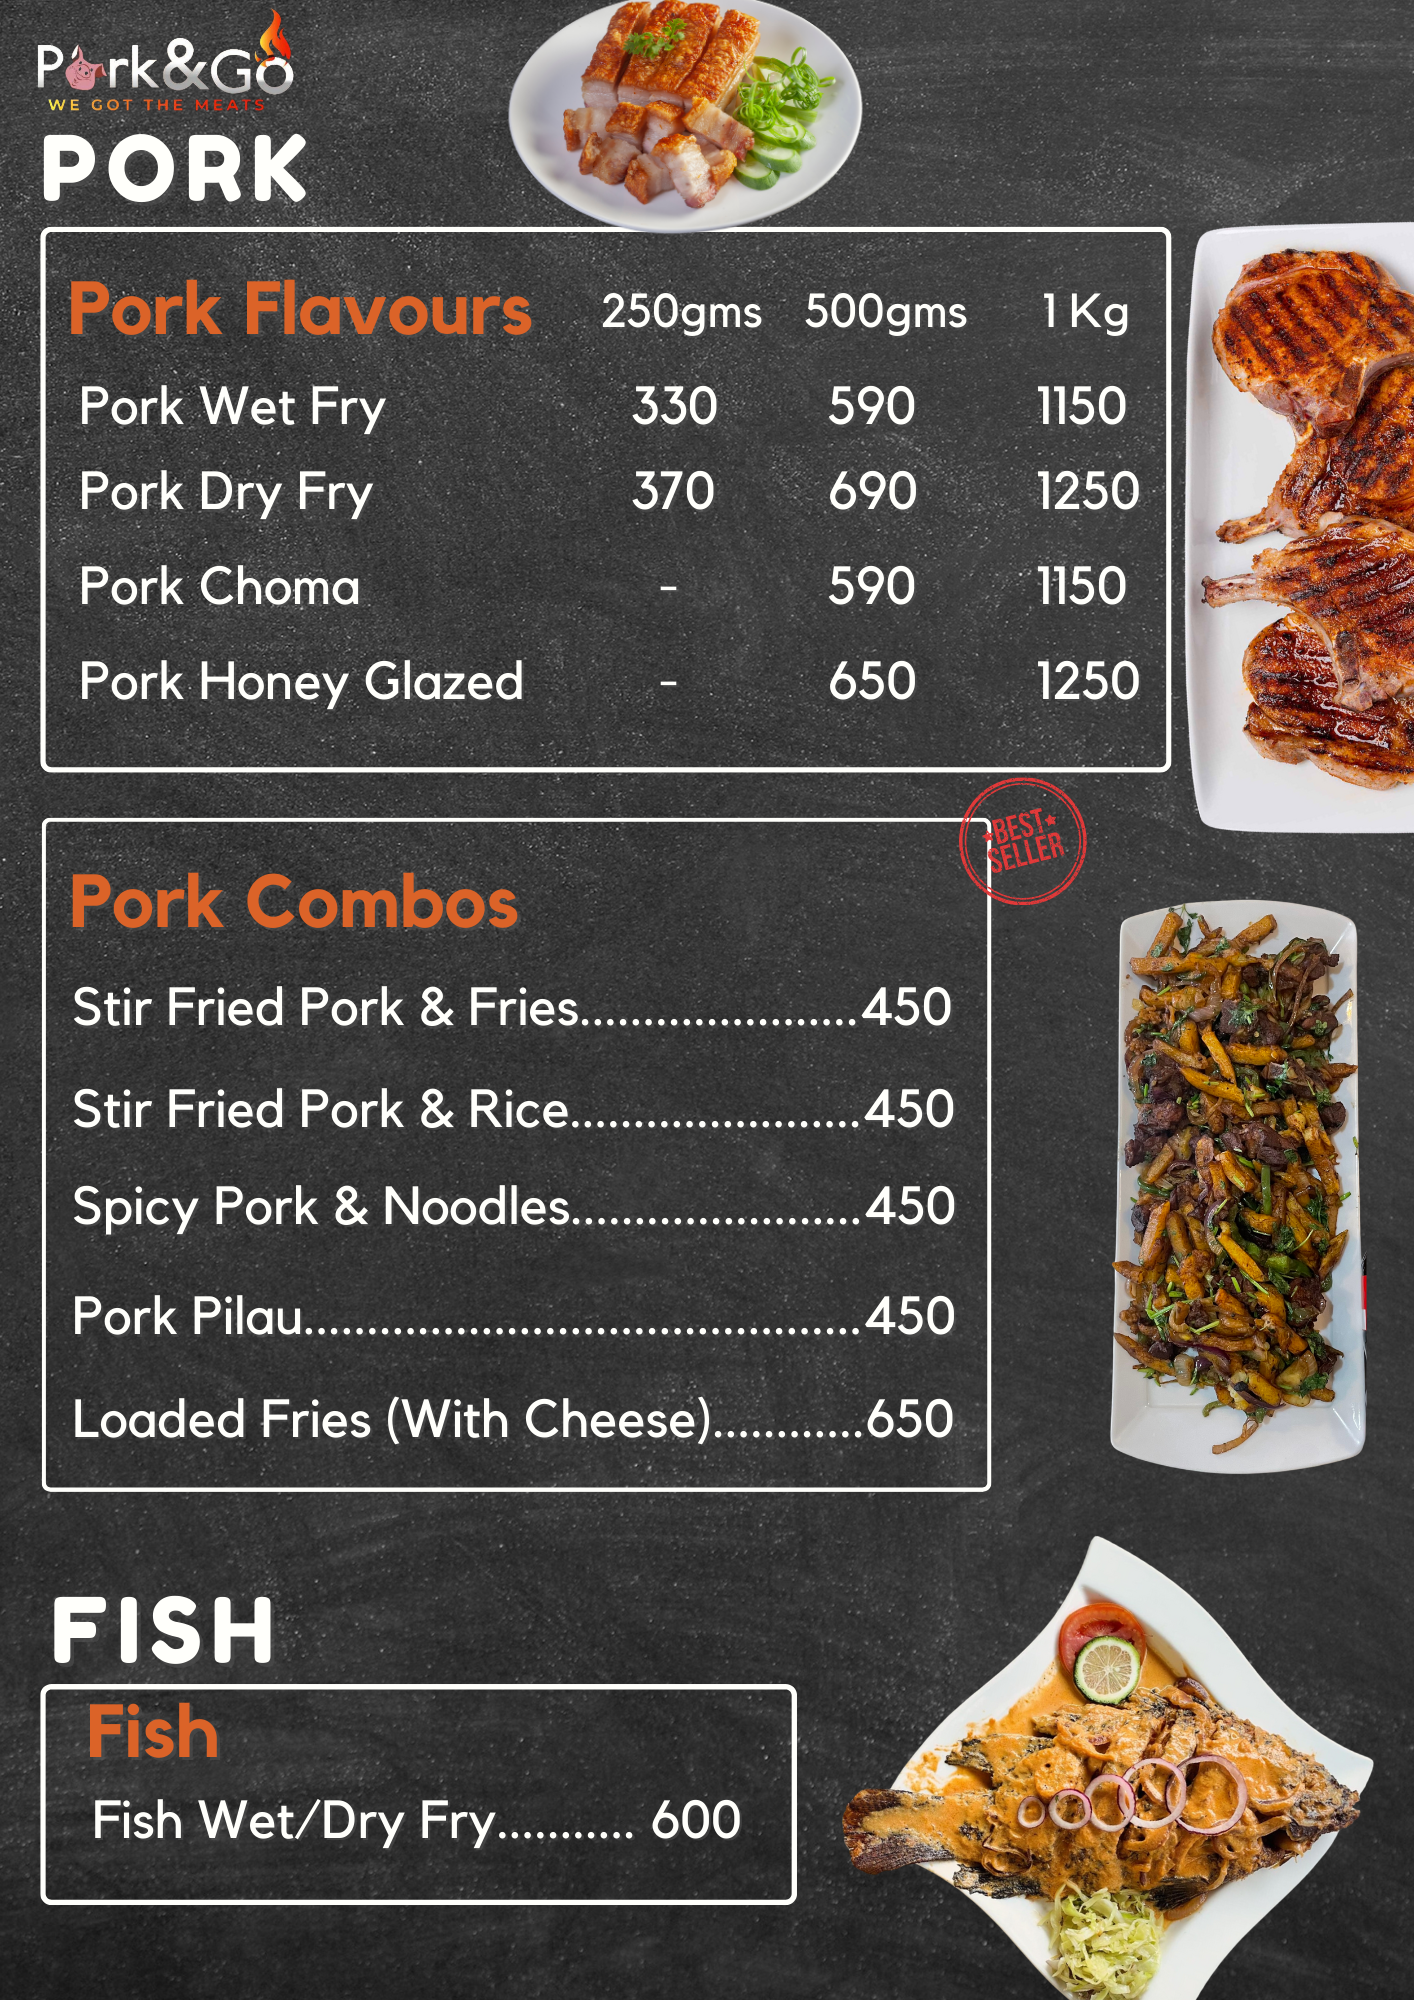 Pork&Go
WE GOT THE MEATS
PORK
Pork Flavours 250gms 500gms 1 Kg
Pork Wet Fry 330 590 1150
Pork Dry Fry 370 690 1250
Pork Choma - 590 1150
Pork Honey Glazed - 650 1250
BEST
SELLER
Pork Combos
Stir Fried Pork & Fries......................450
Stir Fried Pork & Rice.......................450
Spicy Pork & Noodles.......................450
Pork Pilau............................................450
Loaded Fries (With Cheese)............650
FISH
Fish
Fish Wet/Dry Fry........... 600